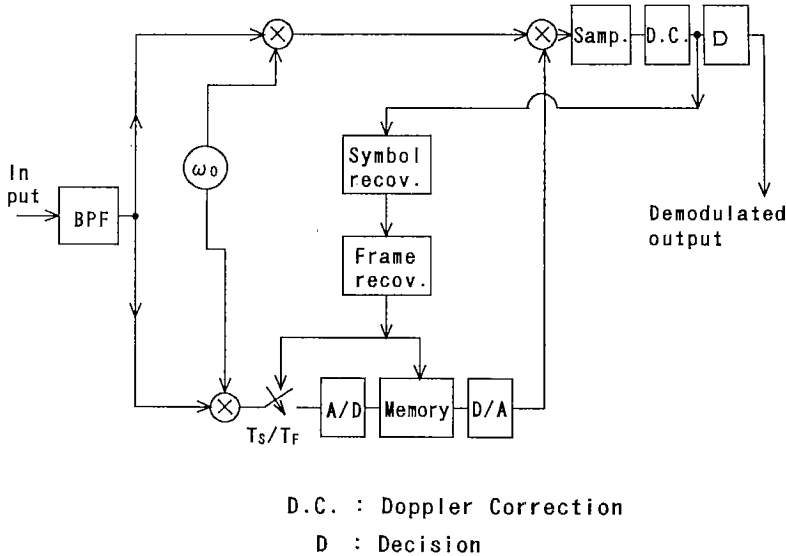 Samp.
D.C.
D
ω0
In
put
BPF
Symbol
recov.
Frame
recov.
Demodulated
output
TS/TF
A/D
Memory
D/A
D.C. : Doppler Correction
D : Decision